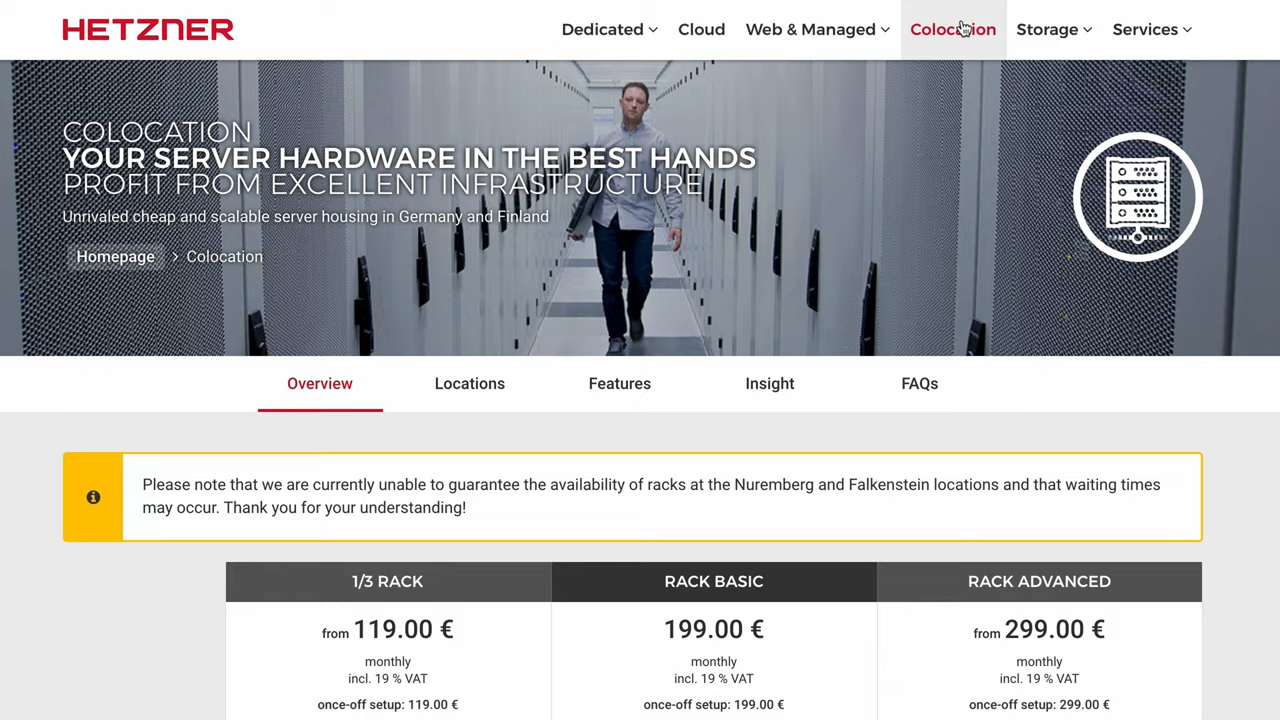 HETZNER
Dedicated
Cloud
Web & Managed
Colocation
Storage
Services
COLOCATION
YOUR SERVER HARDWARE IN THE BEST HANDS
PROFIT FROM EXCELLENT INFRASTRUCTURE
Unrivaled cheap and scalable server housing in Germany and Finland
Homepage > Colocation
Overview
Locations
Features
Insight
FAQs
Please note that we are currently unable to guarantee the availability of racks at the Nuremberg and Falkenstein locations and that waiting times
may occur. Thank you for your understanding!
1/3 RACK
from 119.00 €
monthly
incl. 19 % VAT
once-off setup: 119.00 €
RACK BASIC
199.00 €
monthly
incl. 19 % VAT
once-off setup: 199.00 €
RACK ADVANCED
from 299.00 €
monthly
incl. 19 % VAT
once-off setup: 299.00 €